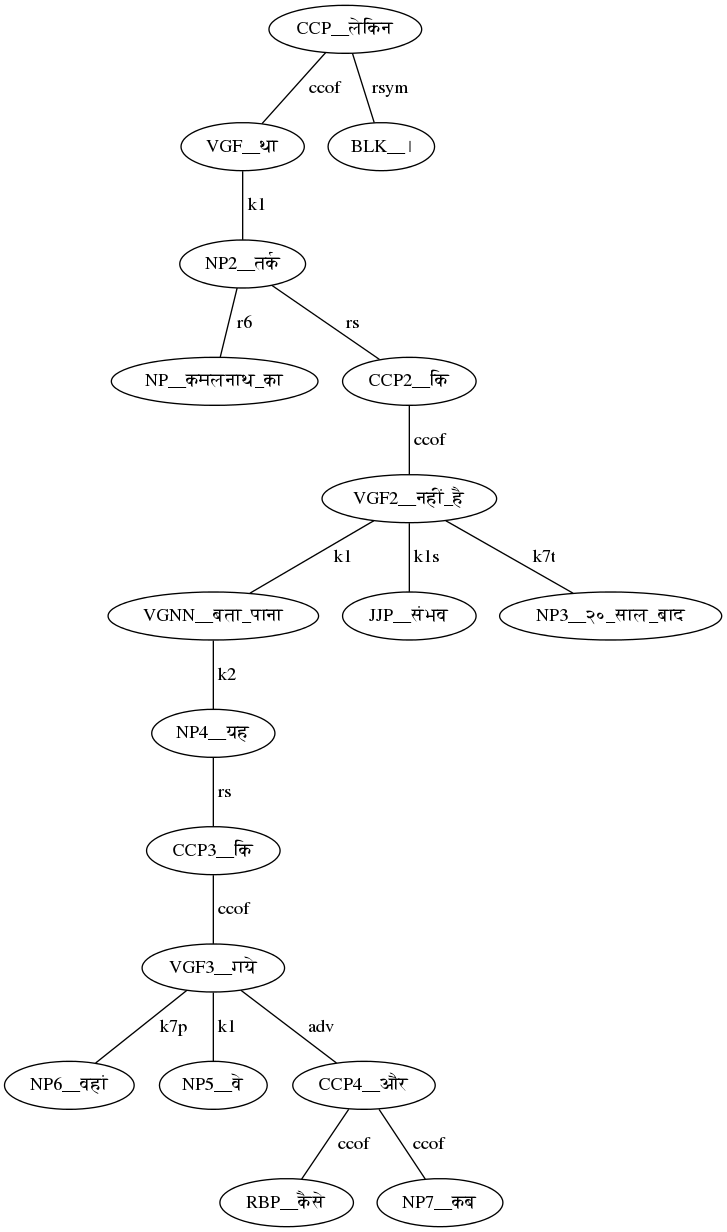 CCP__लेकिन
ccof rsym
VGF__था BLK__।
k1
NP2__तर्क
r6 rs
NP__कमलनाथ_का CCP2__कि
ccof
VGF2__नहीं_है
k1 k1s k7t
VGNN__बता_पाना JJP__संभव NP3__२०_साल_बाद
k2
NP4__यह
rs
CCP3__कि
ccof
VGF3__गये
k7p k1 adv
NP6__वहां NP5__वे CCP4__और
ccof ccof
RBP__कैसे NP7__कब